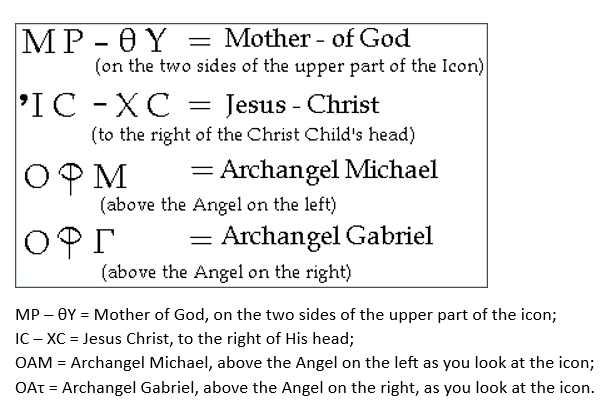 ΜΡ – θΥ = Mother - of God
(on the two sides of the upper part of the Icon)
’ΙC – ΧC = Jesus - Christ
(to the right of the Christ Child's head)
Ο ⳨ Μ = Archangel Michael
(above the Angel on the left)
Ο ⳨ Γ = Archangel Gabriel
(above the Angel on the right)
MP – θY = Mother of God, on the two sides of the upper part of the icon;
IC – XC = Jesus Christ, to the right of His head;
OAM = Archangel Michael, above the Angel on the left as you look at the icon;
OAτ = Archangel Gabriel, above the Angel on the right, as you look at the icon.